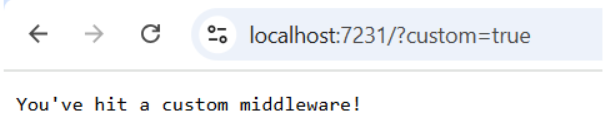 localhost:7231/?custom=true
You've hit a custom middleware!